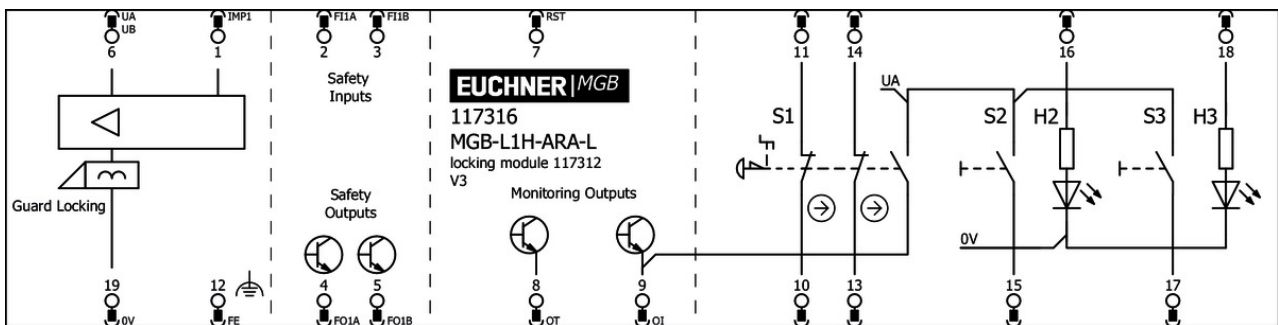 UA
UB
IMP1
FI1A
FI1B
RST
6
1
2
3
7
11
14
16
18
Safety
Inputs
EUCHNER MGB
117316
MGB-L1H-ARA-L
locking module 117312
V3
UA
S1
S2
H2
S3
H3
Guard Locking
Safety
Outputs
Monitoring Outputs
0V
19
12
4
5
8
9
10
13
15
17
0V
FE
FO1A
FO1B
OT
OI